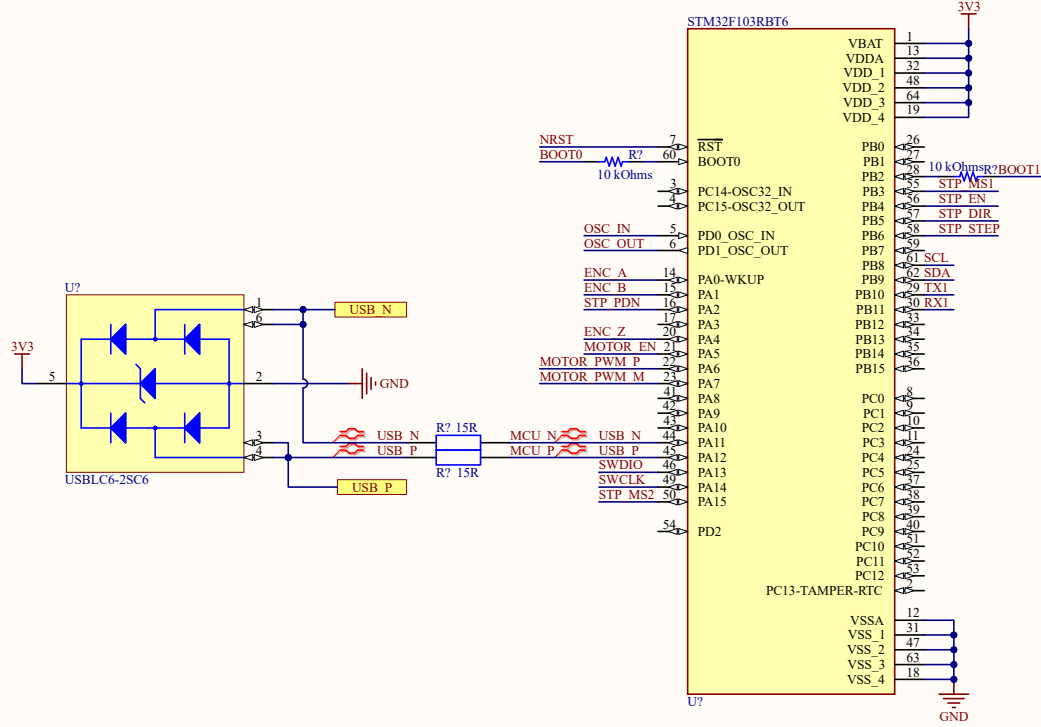 3V3
STM32F103RBT6
VBAT 1
VDDA 13
VDD_1 32
VDD_2 48
VDD_3 64
VDD_4 19
NRST 7 RST PB0 26
BOOT0 R? 60 BOOT0 PB1 27
10 kOhms
PB2 28 10 kOhms R? BOOT1
3 PC14-OSC32_IN PB3 55 STP_MS1
4 PC15-OSC32_OUT PB4 56 STP_EN
PB5 57 STP_DIR
OSC_IN 5 PD0_OSC_IN PB6 58 STP_STEP
OSC_OUT 6 PD1_OSC_OUT PB7 59
PB8 61 SCL
ENC_A 14 PA0-WKUP PB9 62 SDA
ENC_B 15 PA1 PB10 29 TX1
STP_PDN 16 PA2 PB11 30 RX1
17 PA3 PB12 33
ENC_Z 20 PA4 PB13 34
MOTOR_EN 21 PA5 PB14 35
MOTOR_PWM_P 22 PA6 PB15 36
MOTOR_PWM_M 23 PA7
41 PA8 PC0 8
42 PA9 PC1 9
43 PA10 PC2 10
U?
1 USB_N
6
3V3
5 2 GND
3
4
USB_N R? 15R MCU_N USB_N 44 PA11 PC3 11
USB_P MCU_P USB_P 45 PA12 PC4 24
R? 15R
USBLC6-2SC6
USB_P
SWDIO 46 PA13 PC5 25
SWCLK 49 PA14 PC6 37
STP_MS2 50 PA15 PC7 38
PC8 39
54 PD2 PC9 40
PC10 51
PC11 52
PC12 53
PC13-TAMPER-RTC 2
VSSA 12
VSS_1 31
VSS_2 47
VSS_3 63
VSS_4 18
U?
GND